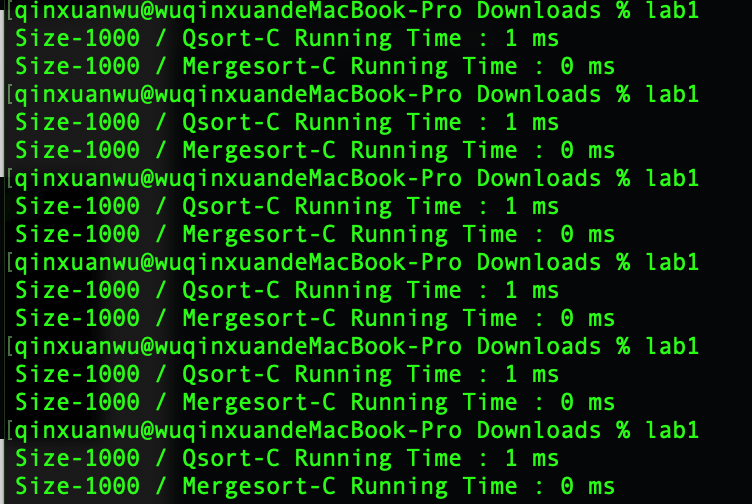 [qinxuanwu@wuqinxuandeMacBook-Pro Downloads % lab1
Size-1000 / Qsort-C Running Time : 1 ms
Size-1000 / Mergesort-C Running Time : 0 ms
[qinxuanwu@wuqinxuandeMacBook-Pro Downloads % lab1
Size-1000 / Qsort-C Running Time : 1 ms
Size-1000 / Mergesort-C Running Time : 0 ms
[qinxuanwu@wuqinxuandeMacBook-Pro Downloads % lab1
Size-1000 / Qsort-C Running Time : 1 ms
Size-1000 / Mergesort-C Running Time : 0 ms
[qinxuanwu@wuqinxuandeMacBook-Pro Downloads % lab1
Size-1000 / Qsort-C Running Time : 1 ms
Size-1000 / Mergesort-C Running Time : 0 ms
[qinxuanwu@wuqinxuandeMacBook-Pro Downloads % lab1
Size-1000 / Qsort-C Running Time : 1 ms
Size-1000 / Mergesort-C Running Time : 0 ms
[qinxuanwu@wuqinxuandeMacBook-Pro Downloads % lab1
Size-1000 / Qsort-C Running Time : 1 ms
Size-1000 / Mergesort-C Running Time : 0 ms